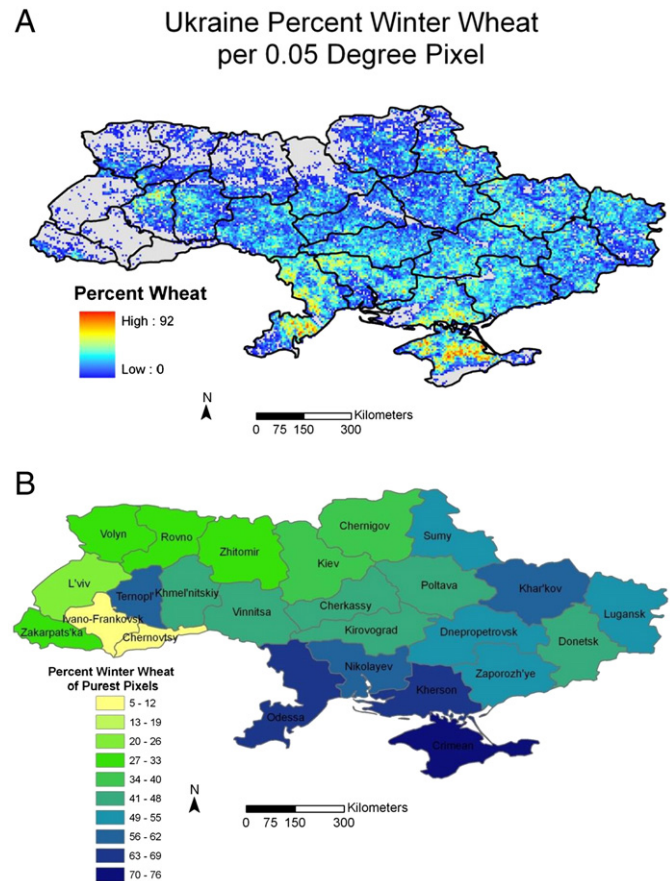 A
Ukraine Percent Winter Wheat
per 0.05 Degree Pixel
Percent Wheat
High : 92
Low : 0
N
Kilometers
0 75 150 300
B
Volyn
Rovno
Zhitomir
Kiev
Chernigov
Sumy
L'viv
Ternopl'
Khmel'nitskiy
Vinnitsa
Cherkassy
Poltava
Khar'kov
Lugansk
Ivano-Frankovsk
Zakarpats'ka
Chernovtsy
Kirovograd
Dnepropetrovsk
Donetsk
Nikolayev
Zaporozh'ye
Odessa
Kherson
Crimean
Percent Winter Wheat
of Purest Pixels
5 - 12
13 - 19
20 - 26
27 - 33
34 - 40
41 - 48
49 - 55
56 - 62
63 - 69
70 - 76
N
Kilometers
0 75 150 300